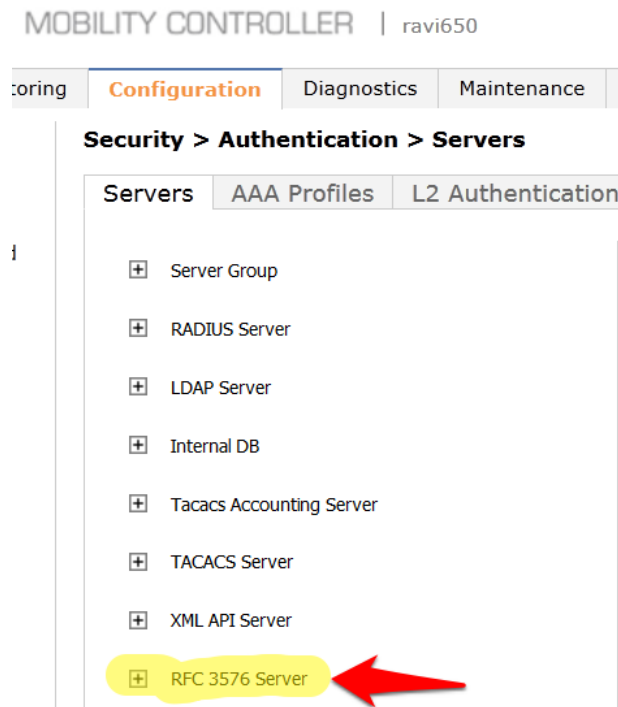 MOBILITY CONTROLLER | ravi650
toring Configuration Diagnostics Maintenance
Security > Authentication > Servers
Servers AAA Profiles L2 Authentication
Server Group
RADIUS Server
LDAP Server
Internal DB
Tacacs Accounting Server
TACACS Server
XML API Server
RFC 3576 Server